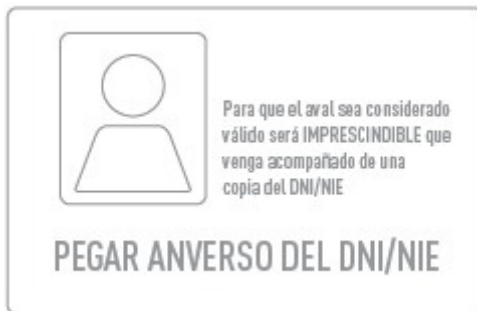 Para que el aval sea considerado
válido será IMPRESCINDIBLE que
venga acompañado de una
copia del DNI/NIE
PEGAR ANVERSO DEL DNI/NIE